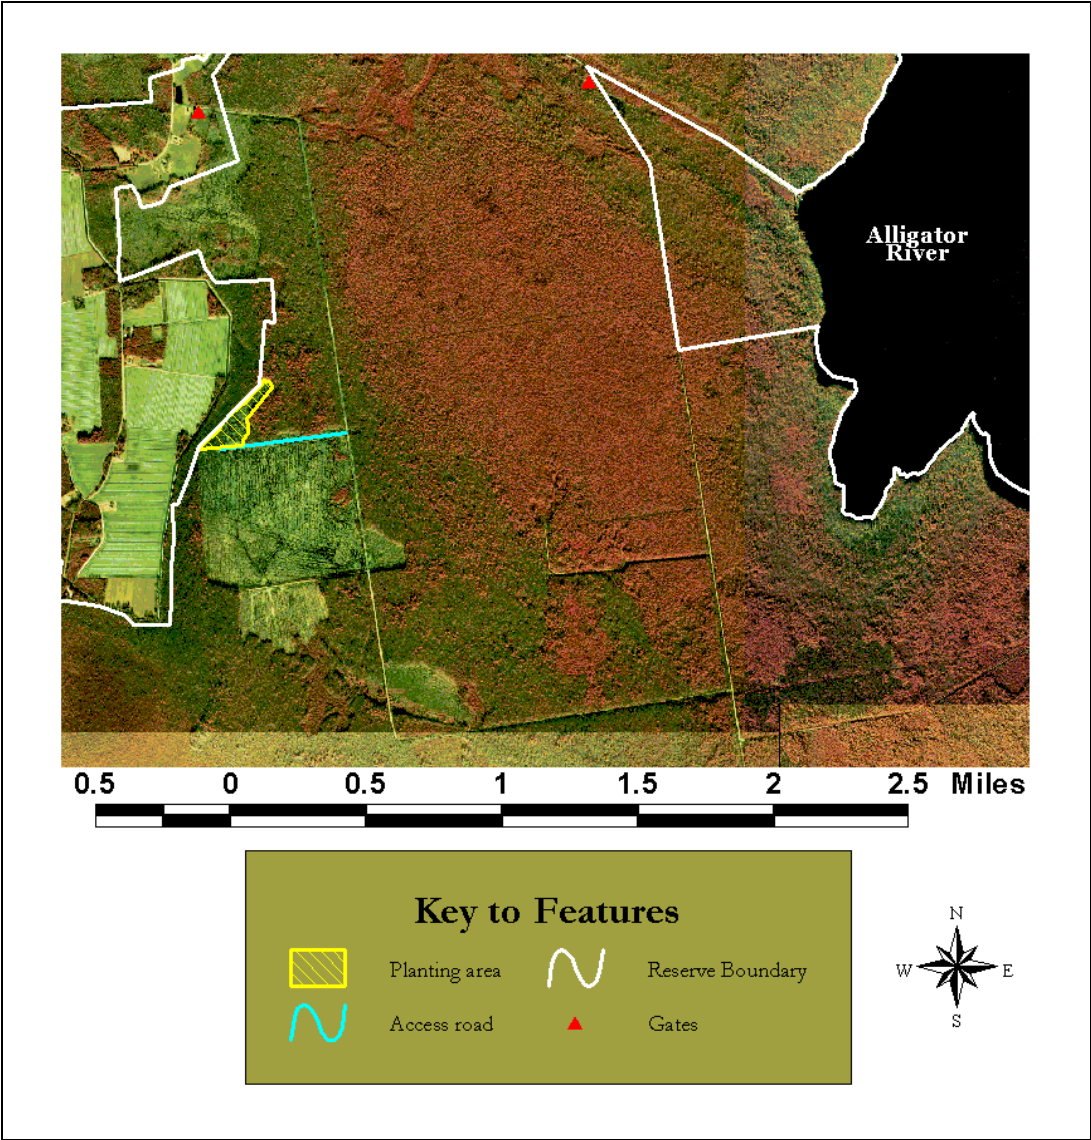 Alligator
River
0.5 0 0.5 1 1.5 2 2.5 Miles
Key to Features
Planting area
Reserve Boundary
Access road
Gates
N
W E
S